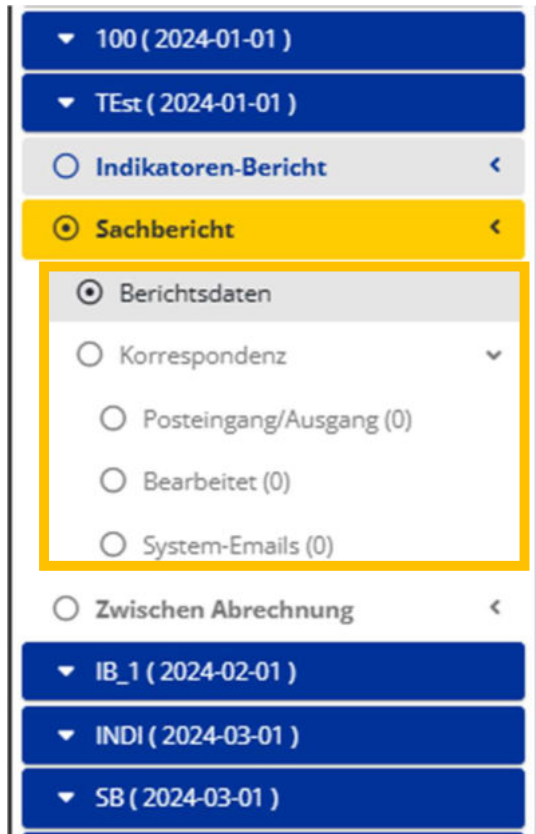 100 ( 2024-01-01 )
TEst ( 2024-01-01 )
Indikatoren-Bericht
Sachbericht
Berichtsdaten
Korrespondenz
Posteingang/Ausgang (0)
Bearbeitet (0)
System-Emails (0)
Zwischen Abrechnung
IB_1 ( 2024-02-01 )
INDI ( 2024-03-01 )
SB ( 2024-03-01 )